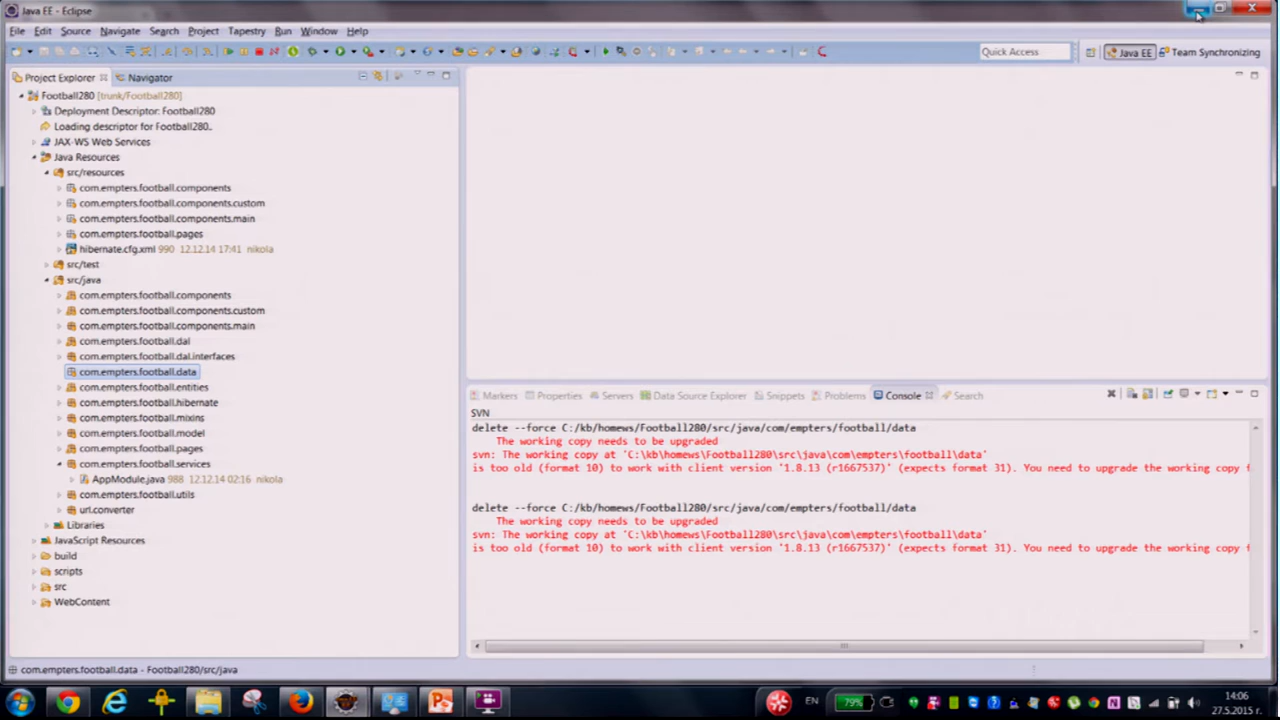 Java EE - Eclipse
File Edit Source Navigate Search Project Tapestry Run Window Help
Quick Access Java EE Team Synchronizing
Project Explorer Navigator
Football280 [trunk/Football280]
Deployment Descriptor: Football280
Loading descriptor for Football280..
JAX-WS Web Services
Java Resources
src/resources
com.empters.football.components
com.empters.football.components.custom
com.empters.football.components.main
com.empters.football.pages
hibernate.cfg.xml 990 12.12.14 17:41 nikola
src/test
src/java
com.empters.football.components
com.empters.football.components.custom
com.empters.football.components.main
com.empters.football.dal
com.empters.football.dal.interfaces
com.empters.football.data
com.empters.football.entities
com.empters.football.hibernate
com.empters.football.mixins
com.empters.football.model
com.empters.football.pages
com.empters.football.services
AppModule.java 988 12.12.14 02:16 nikola
com.empters.football.utils
url.converter
Libraries
JavaScript Resources
build
scripts
src
WebContent
Markers Properties Servers Data Source Explorer Snippets Problems Console Search
SVN
delete --force C:/kb/homews/Football280/src/java/com/empters/football/data
The working copy needs to be upgraded
svn: The working copy at 'C:\kb\homews\Football280\src\java\com\empters\football\data'
is too old (format 10) to work with client version '1.8.13 (r1667537)' (expects format 31). You need to upgrade the working copy f
delete --force C:/kb/homews/Football280/src/java/com/empters/football/data
The working copy needs to be upgraded
svn: The working copy at 'C:\kb\homews\Football280\src\java\com\empters\football\data'
is too old (format 10) to work with client version '1.8.13 (r1667537)' (expects format 31). You need to upgrade the working copy f
com.empters.football.data - Football280/src/java
EN 79% 14:06
27.5.2015 г.